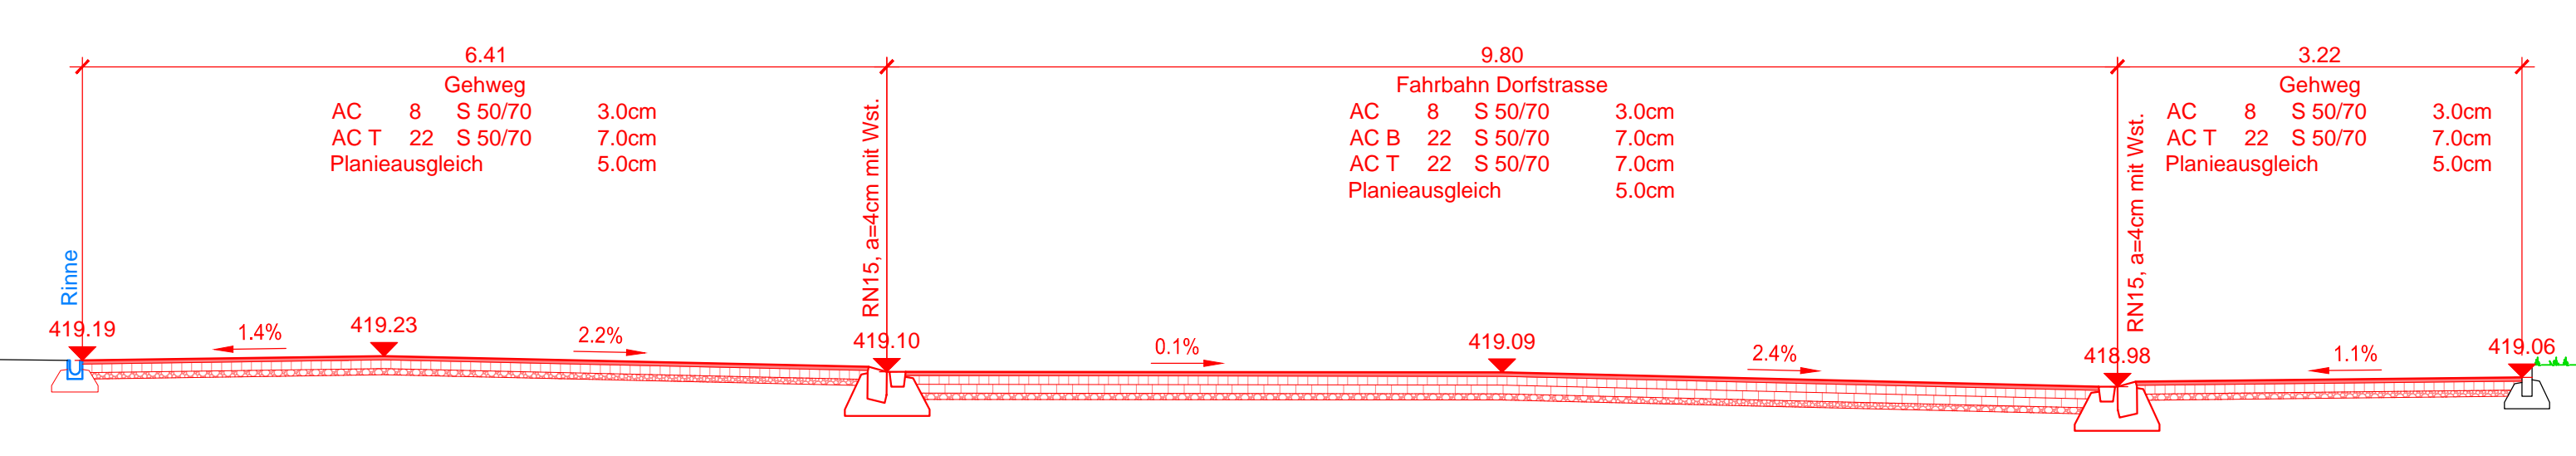 6.41
9.80
3.22
Gehweg
AC 8 S 50/70 3.0cm
AC T 22 S 50/70 7.0cm
Planieausgleich 5.0cm
Fahrbahn Dorfstrasse
AC 8 S 50/70 3.0cm
AC B 22 S 50/70 7.0cm
AC T 22 S 50/70 7.0cm
Planieausgleich 5.0cm
Gehweg
AC 8 S 50/70 3.0cm
AC T 22 S 50/70 7.0cm
Planieausgleich 5.0cm
Rinne
RN15, a=4cm mit Wst.
RN15, a=4cm mit Wst.
419.19
1.4%
419.23
2.2%
419.10
0.1%
419.09
2.4%
418.98
1.1%
419.06